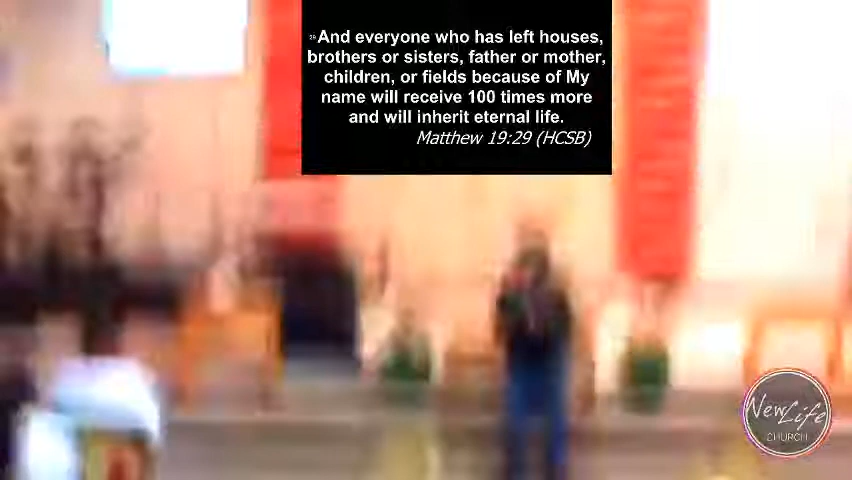 29And everyone who has left houses,
brothers or sisters, father or mother,
children, or fields because of My
name will receive 100 times more
and will inherit eternal life.
Matthew 19:29 (HCSB)
NewLife
CHURCH